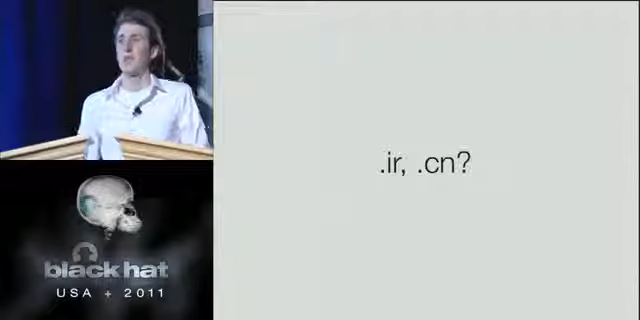 .ir, .cn?
black hat
USA + 2011